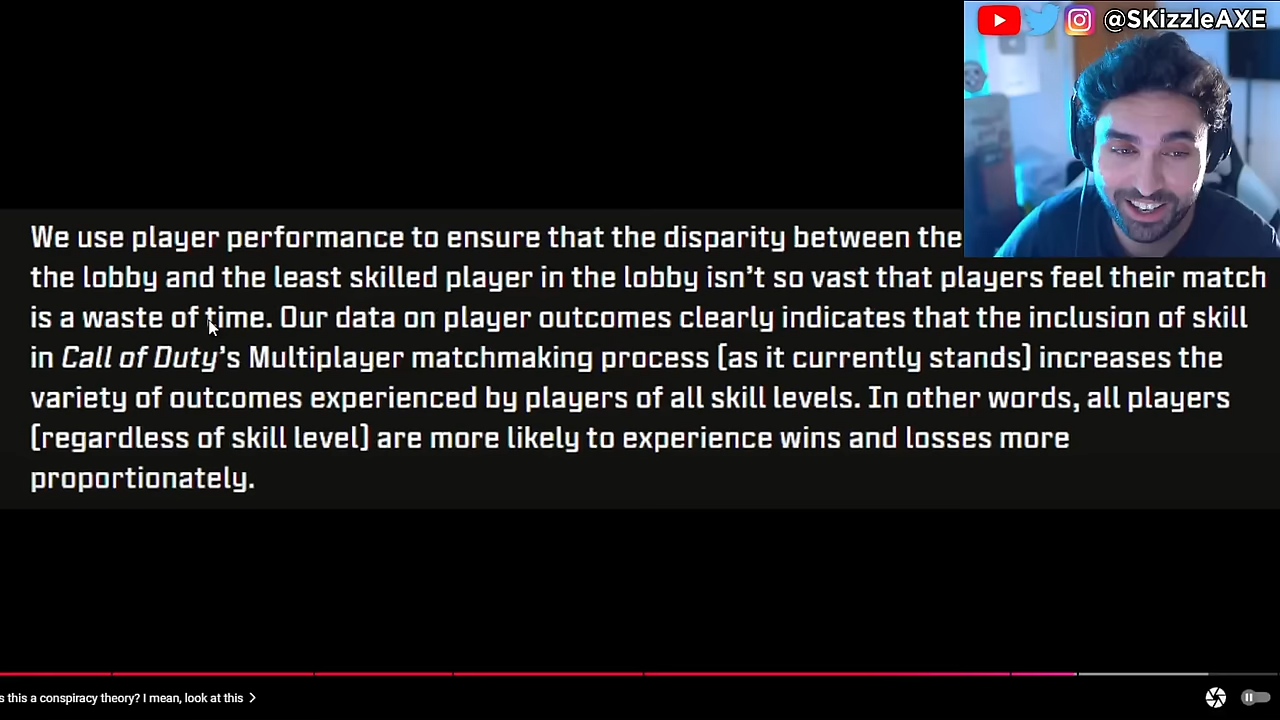 @SKizzleAXE
We use player performance to ensure that the disparity between the
the lobby and the least skilled player in the lobby isn't so vast that players feel their match
is a waste of time. Our data on player outcomes clearly indicates that the inclusion of skill
in Call of Duty's Multiplayer matchmaking process (as it currently stands) increases the
variety of outcomes experienced by players of all skill levels. In other words, all players
(regardless of skill level) are more likely to experience wins and losses more
proportionately.
s this a conspiracy theory? I mean, look at this